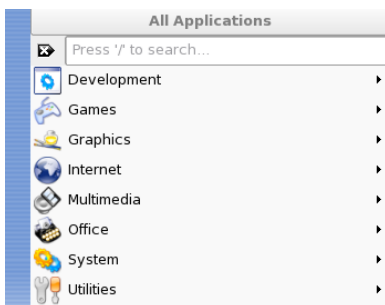 All Applications
Press '/' to search...
Development
Games
Graphics
Internet
Multimedia
Office
System
Utilities